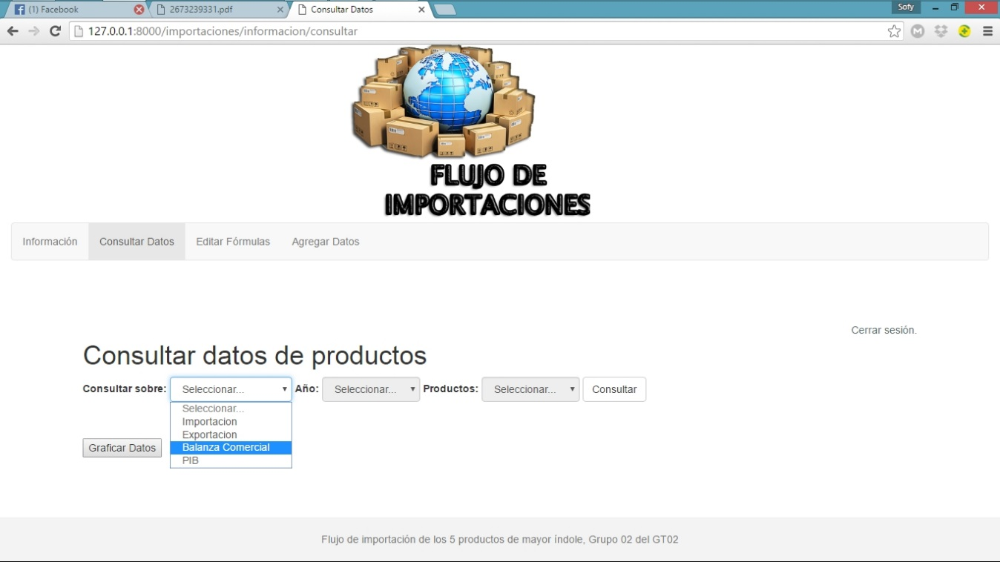 (1) Facebook
2673239331.pdf
Consultar Datos
Sofy
127.0.0.1:8000/importaciones/informacion/consultar
FLUJO DE
IMPORTACIONES
Información Consultar Datos Editar Fórmulas Agregar Datos
Cerrar sesión.
Consultar datos de productos
Consultar sobre: Seleccionar... Año: Seleccionar... Productos: Seleccionar... Consultar
Seleccionar...
Importacion
Exportacion
Balanza Comercial
PIB
Graficar Datos
Flujo de importación de los 5 productos de mayor índole, Grupo 02 del GT02